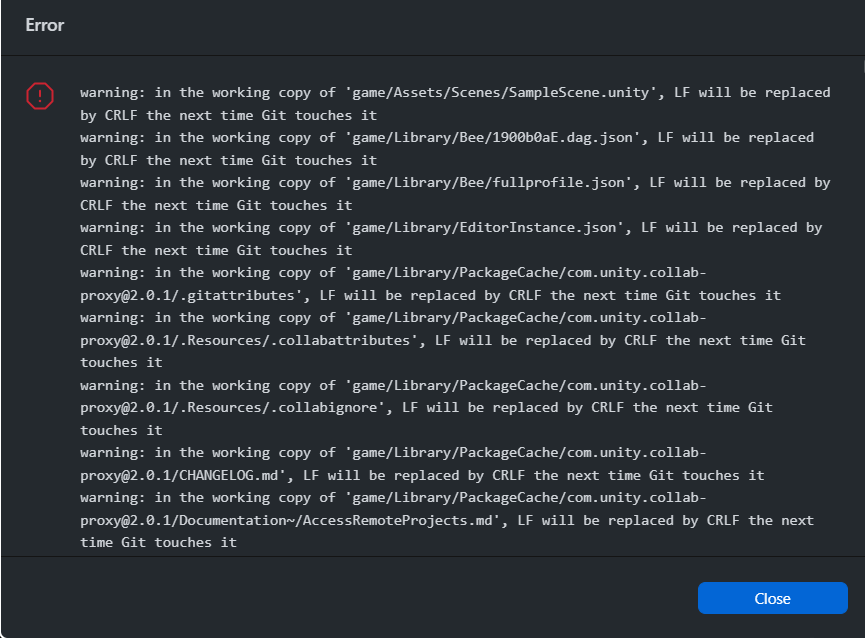 Error
warning: in the working copy of 'game/Assets/Scenes/SampleScene.unity', LF will be replaced
by CRLF the next time Git touches it
warning: in the working copy of 'game/Library/Bee/1900b0aE.dag.json', LF will be replaced
by CRLF the next time Git touches it
warning: in the working copy of 'game/Library/Bee/fullprofile.json', LF will be replaced by
CRLF the next time Git touches it
warning: in the working copy of 'game/Library/EditorInstance.json', LF will be replaced by
CRLF the next time Git touches it
warning: in the working copy of 'game/Library/PackageCache/com.unity.collab-
proxy@2.0.1/.gitattributes', LF will be replaced by CRLF the next time Git touches it
warning: in the working copy of 'game/Library/PackageCache/com.unity.collab-
proxy@2.0.1/.Resources/.collabattributes', LF will be replaced by CRLF the next time Git
touches it
warning: in the working copy of 'game/Library/PackageCache/com.unity.collab-
proxy@2.0.1/.Resources/.collabignore', LF will be replaced by CRLF the next time Git
touches it
warning: in the working copy of 'game/Library/PackageCache/com.unity.collab-
proxy@2.0.1/CHANGELOG.md', LF will be replaced by CRLF the next time Git touches it
warning: in the working copy of 'game/Library/PackageCache/com.unity.collab-
proxy@2.0.1/Documentation~/AccessRemoteProjects.md', LF will be replaced by CRLF the next
time Git touches it
Close